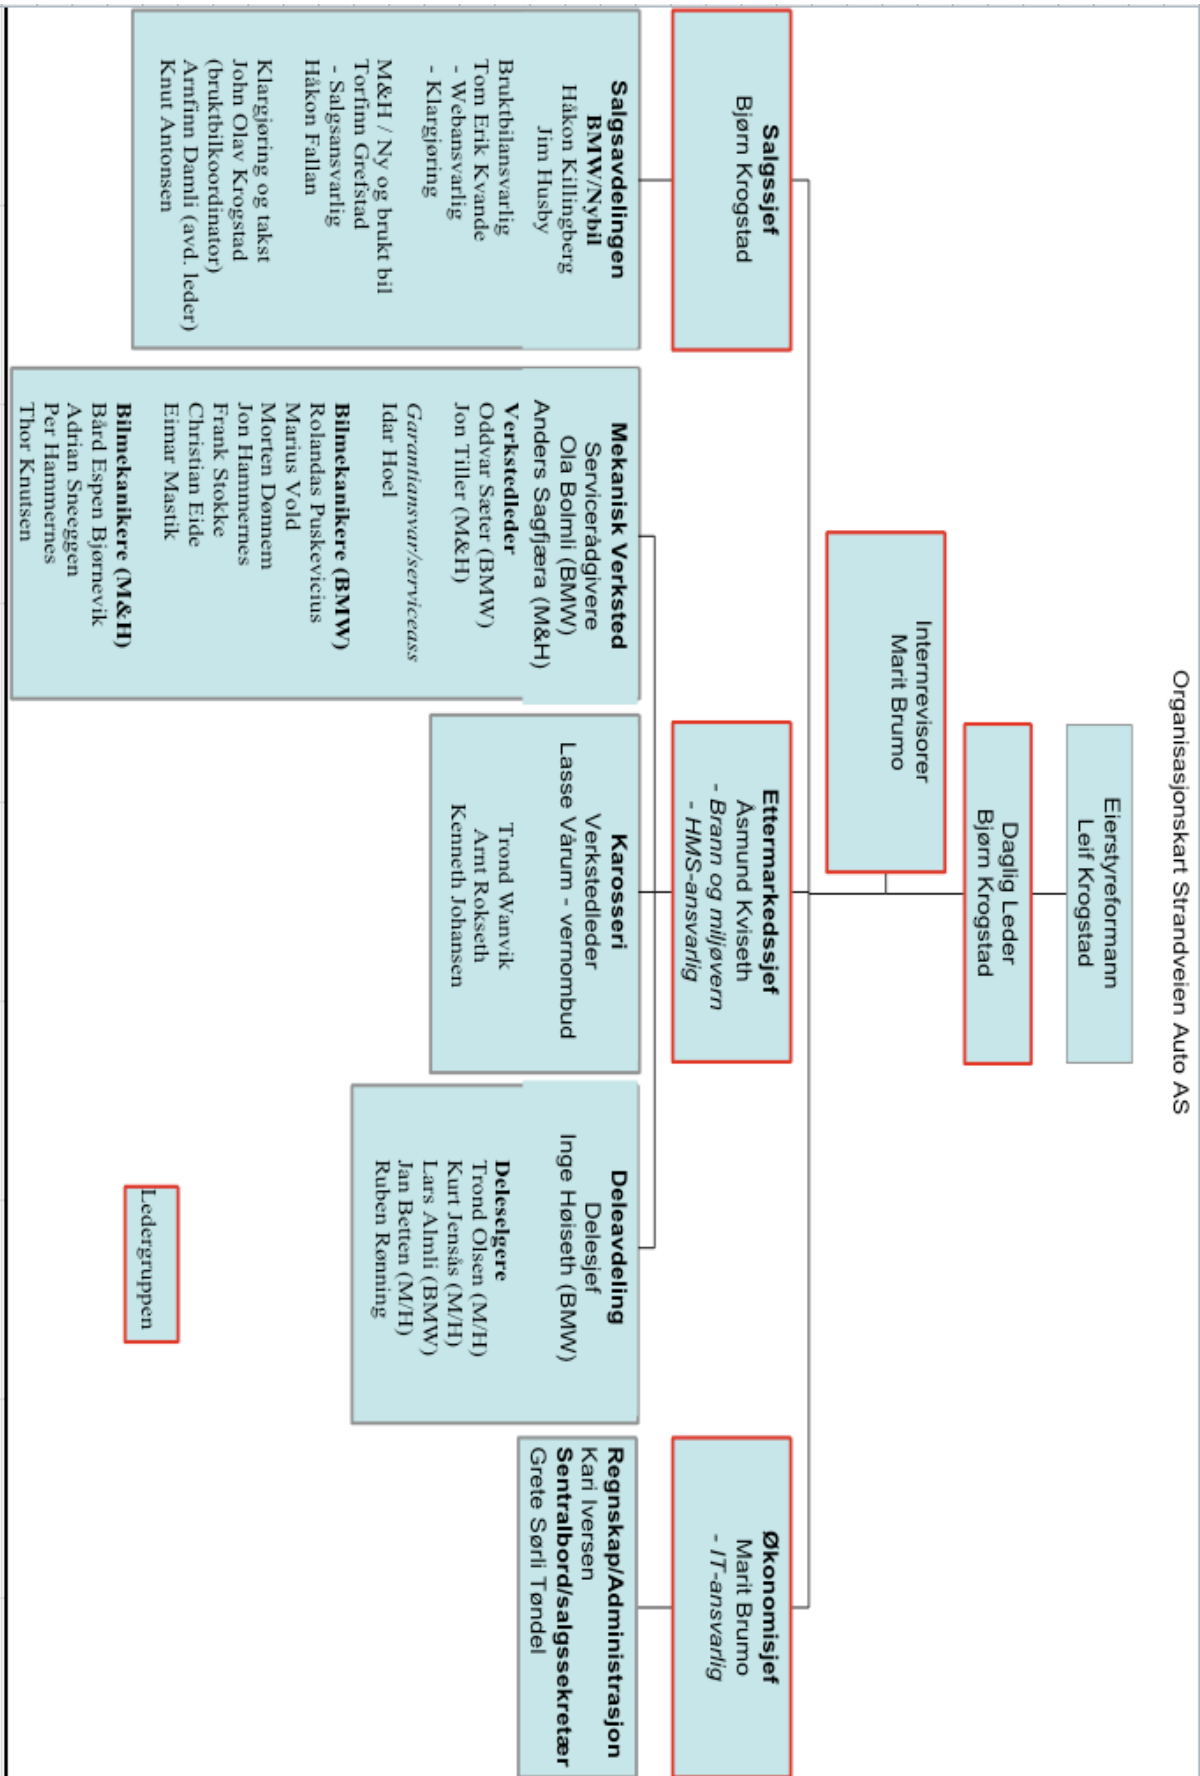 Organisasjonskart Strandveien Auto AS
Eierstyreformann
Leif Krogstad
Daglig Leder
Bjørn Krogstad
Internrevisorer
Marit Brumo
Salgssjef
Bjørn Krogstad
Ettermarkedssjef
Åsmund Kviseth
- Brann og miljøvern
- HMS-ansvarlig
Økonomisjef
Marit Brumo
- IT-ansvarlig
Salgsavdelingen
BMW/Nybil
Håkon Killingberg
Jim Husby
Bruktbilansvarlig
Tom Erik Kvande
- Webansvarlig
- Klargjøring
M&H / Ny og brukt bil
Torfinn Grefstad
- Salgsansvarlig
Håkon Fallan
Klargjøring og takst
John Olav Krogstad
(bruktbilkoordinator)
Arnfinn Damli (avd. leder)
Knut Antonsen
Mekanisk Verksted
Servicerådgivere
Ola Bolmli (BMW)
Anders Sagfjæra (M&H)
Verkstedleder
Oddvar Sæter (BMW)
Jon Tiller (M&H)
Garantiansvar/serviceass
Idar Hoel
Bilmekanikere (BMW)
Rolandas Puskevicius
Marius Vold
Morten Dønnem
Jon Hammernes
Frank Stokke
Christian Eide
Eimar Mastik
Bilmekanikere (M&H)
Bård Espen Bjørnevik
Adrian Sneeggen
Per Hammernes
Thor Knutsen
Karosseri
Verkstedleder
Lasse Vårum - vernombud
Trond Wanvik
Arnt Rokseth
Kenneth Johansen
Deleavdeling
Delesjef
Inge Høiseth (BMW)
Deleselgere
Trond Olsen (M/H)
Kurt Jensås (M/H)
Lars Almli (BMW)
Jan Betten (M/H)
Ruben Rønning
Regnskap/Administrasjon
Kari Iversen
Sentralbord/salgssekretær
Grete Sørli Tøndel
Ledergruppen